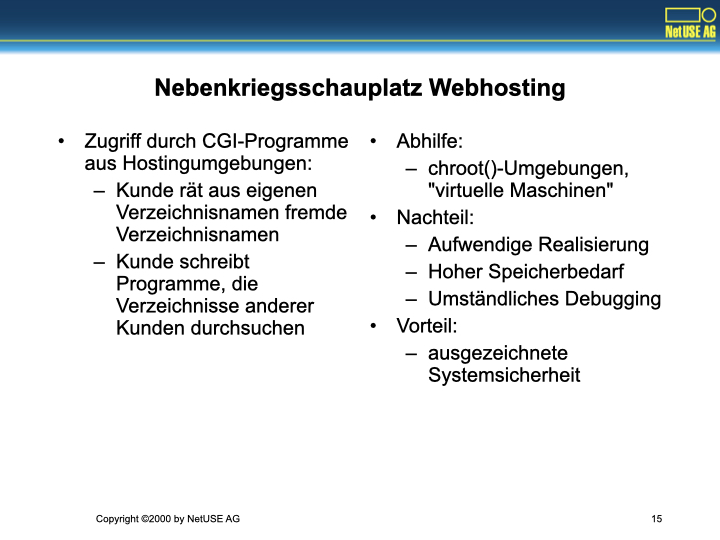 NetUSE AG
Nebenkriegsschauplatz Webhosting
• Zugriff durch CGI-Programme
aus Hostingumgebungen:
– Kunde rät aus eigenen
Verzeichnisnamen fremde
Verzeichnisnamen
– Kunde schreibt
Programme, die
Verzeichnisse anderer
Kunden durchsuchen
• Abhilfe:
– chroot()-Umgebungen,
"virtuelle Maschinen"
• Nachteil:
– Aufwendige Realisierung
– Hoher Speicherbedarf
– Umständliches Debugging
• Vorteil:
– ausgezeichnete
Systemsicherheit
Copyright ©2000 by NetUSE AG
15